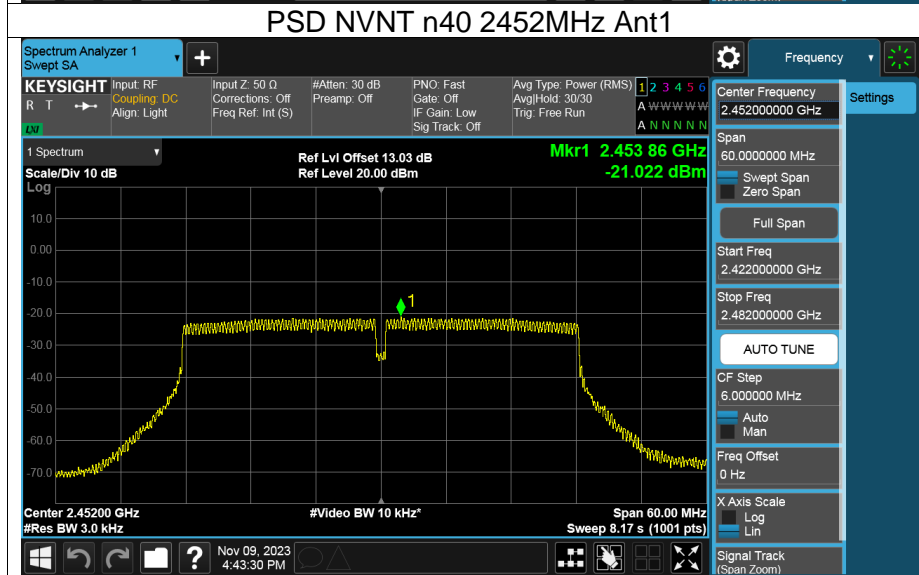 PSD NVNT n40 2452MHz Ant1
Spectrum Analyzer 1
Swept SA
Frequency
KEYSIGHT
R T
LXI
Input: RF
Coupling: DC
Align: Light
Input Z: 50 Ω
Corrections: Off
Freq Ref: Int (S)
#Atten: 30 dB
Preamp: Off
PNO: Fast
Gate: Off
IF Gain: Low
Sig Track: Off
Avg Type: Power (RMS)
Avg|Hold: 30/30
Trig: Free Run
1 2 3 4 5 6
A W W W W W
A N N N N N
1 Spectrum
Scale/Div 10 dB
Log
Ref Lvl Offset 13.03 dB
Ref Level 20.00 dBm
Mkr1 2.453 86 GHz
-21.022 dBm
10.0
0.00
-10.0
-20.0
-30.0
-40.0
-50.0
-60.0
-70.0
1
Center 2.45200 GHz
#Res BW 3.0 kHz
#Video BW 10 kHz*
Span 60.00 MHz
Sweep 8.17 s (1001 pts)
Nov 09, 2023
4:43:30 PM
Center Frequency
2.452000000 GHz
Settings
Span
60.0000000 MHz
Swept Span
Zero Span
Full Span
Start Freq
2.422000000 GHz
Stop Freq
2.482000000 GHz
AUTO TUNE
CF Step
6.000000 MHz
Auto
Man
Freq Offset
0 Hz
X Axis Scale
Log
Lin
Signal Track
(Span Zoom)